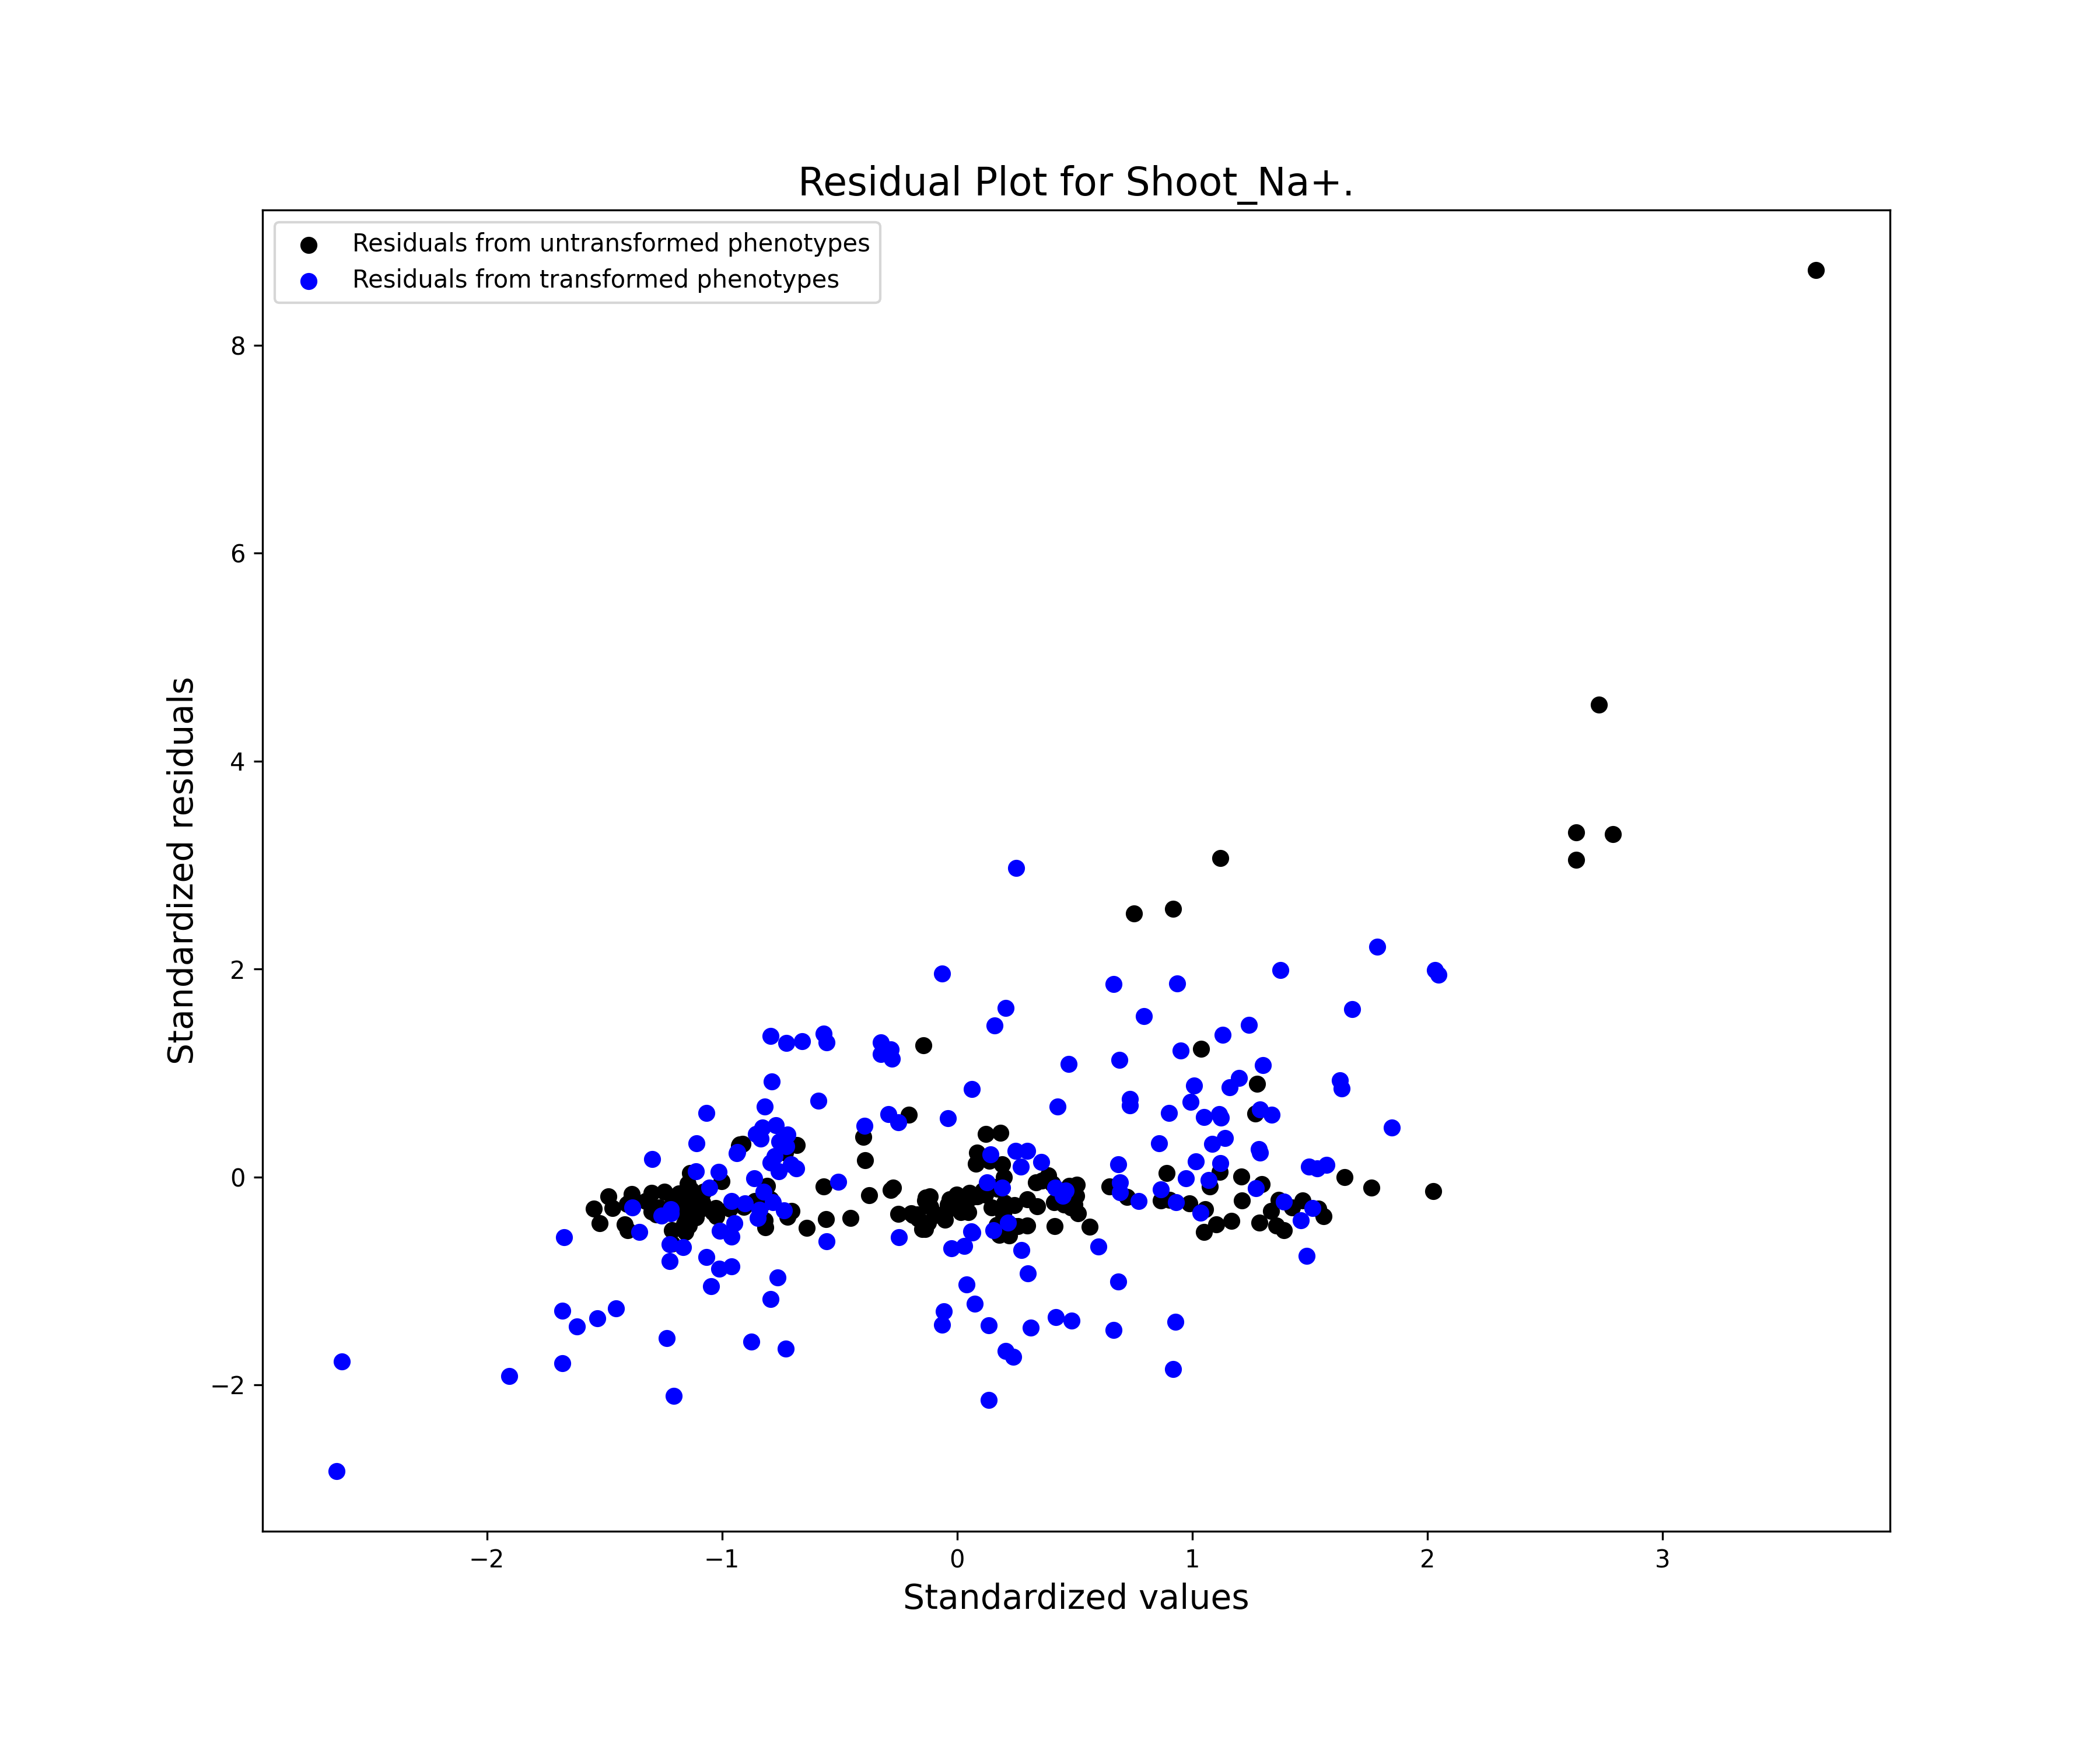 Residual Plot for Shoot_Na+.
Residuals from untransformed phenotypes
Residuals from transformed phenotypes
8
6
4
2
0
−2
Standardized residuals
−2 −1 0 1 2 3
Standardized values